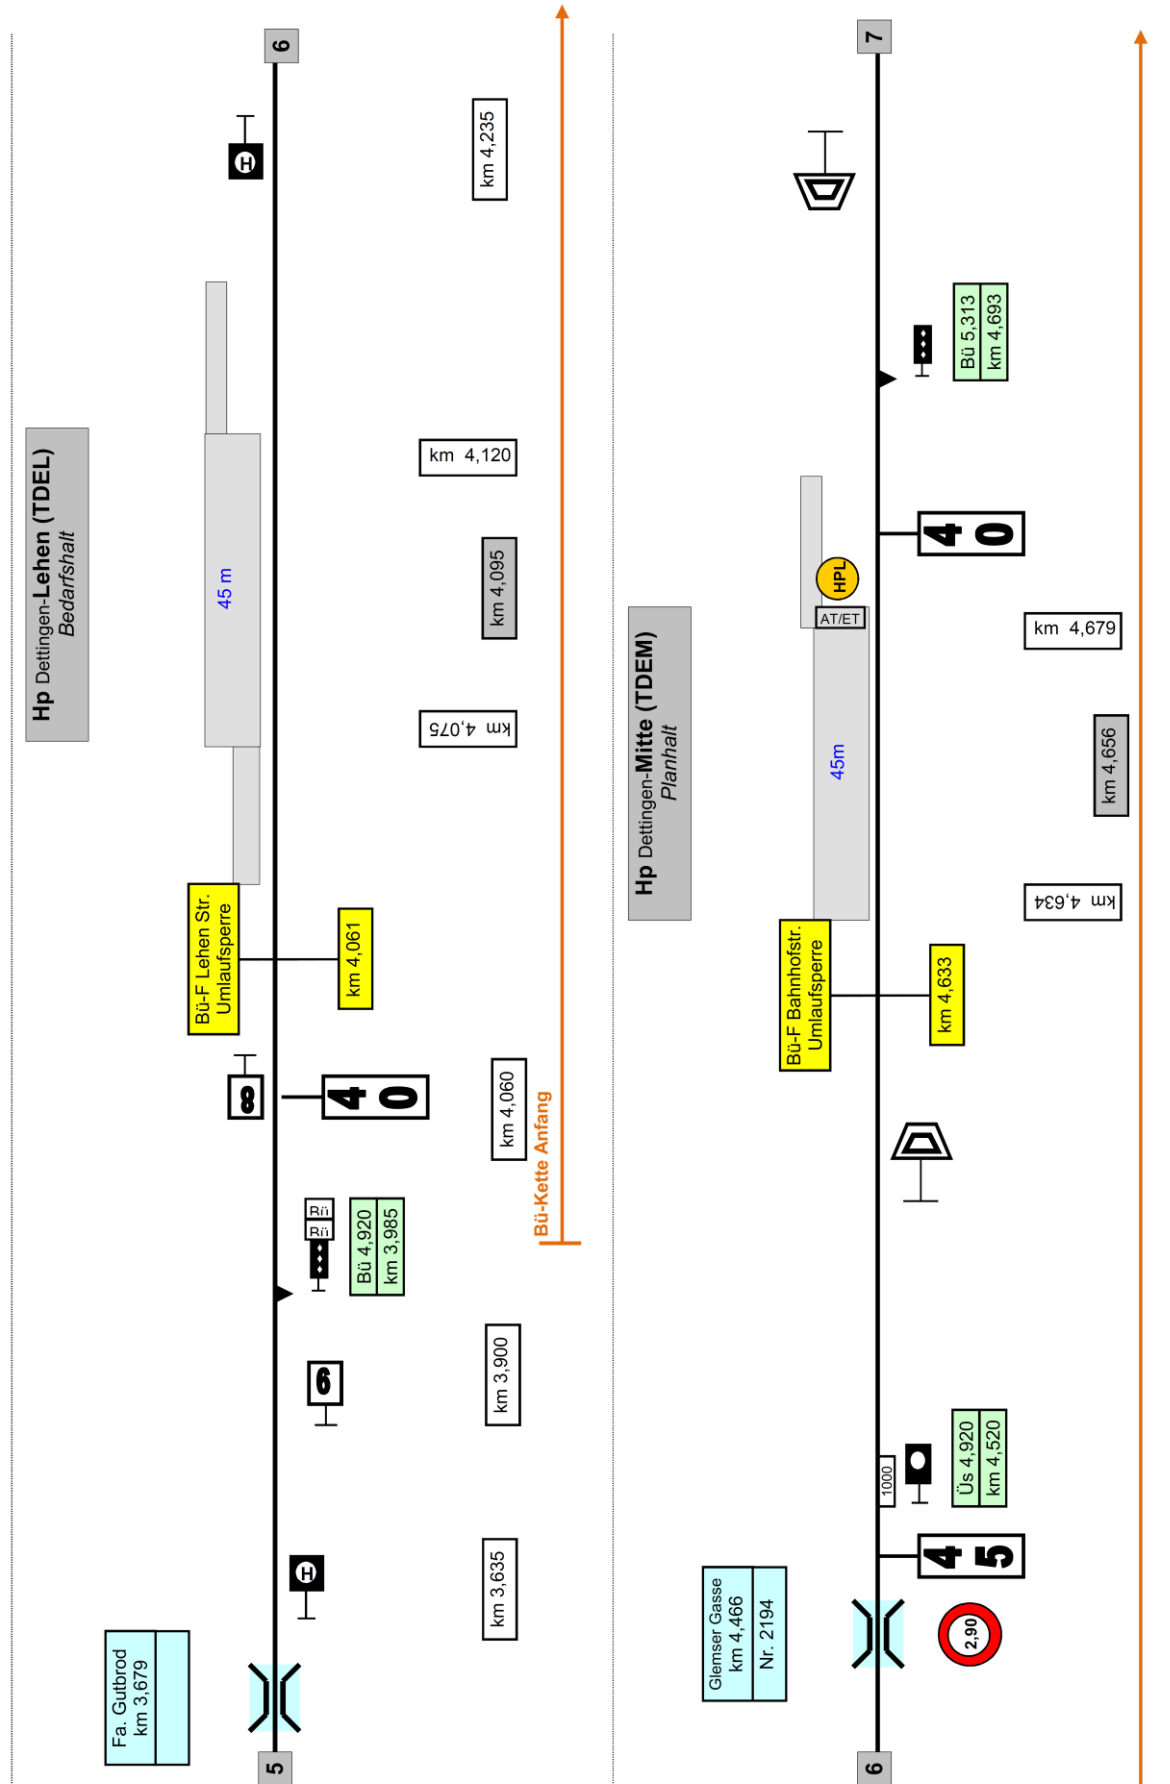 5
Fa. Gutbrod
km 3,679
H
km 3,635
6
km 3,900
Bü
Bü
Bü 4,920
km 3,985
Bü-Kette Anfang
8
40
km 4,060
Bü-F Lehen Str.
Umlaufsperre
km 4,061
Hp Dettingen-Lehen (TDEL)
Bedarfshalt
45 m
km 4,075
km 4,095
km 4,120
H
km 4,235
6
6
Glemser Gasse
km 4,466
Nr. 2194
2,90
45
1000
Üs 4,920
km 4,520
Bü-F Bahnhofstr.
Umlaufsperre
km 4,633
Hp Dettingen-Mitte (TDEM)
Planhalt
45m
AT/ET
HPL
km 4,634
km 4,656
km 4,679
40
Bü 5,313
km 4,693
7